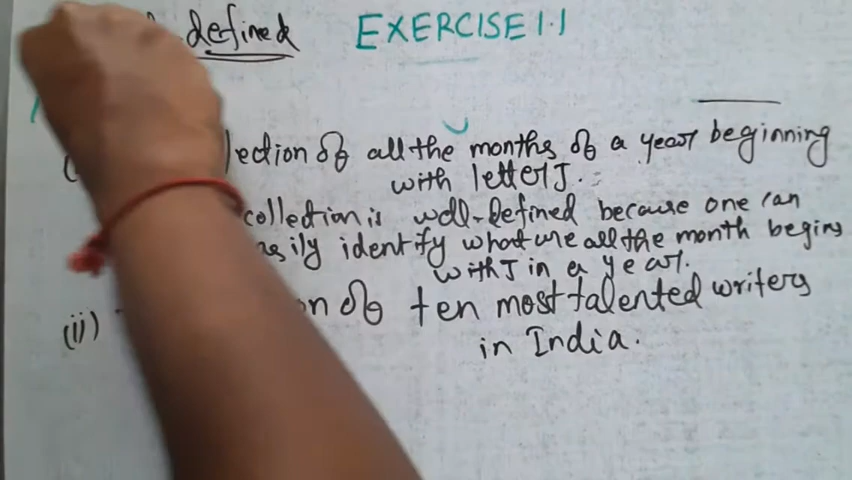 defined EXERCISE 1.1
lection of all the months of a year beginning
with letter J.
collection is well-defined because one can
ily identify what are all the month begins
with J in a year.
(ii) on of ten most talented writers
in India.